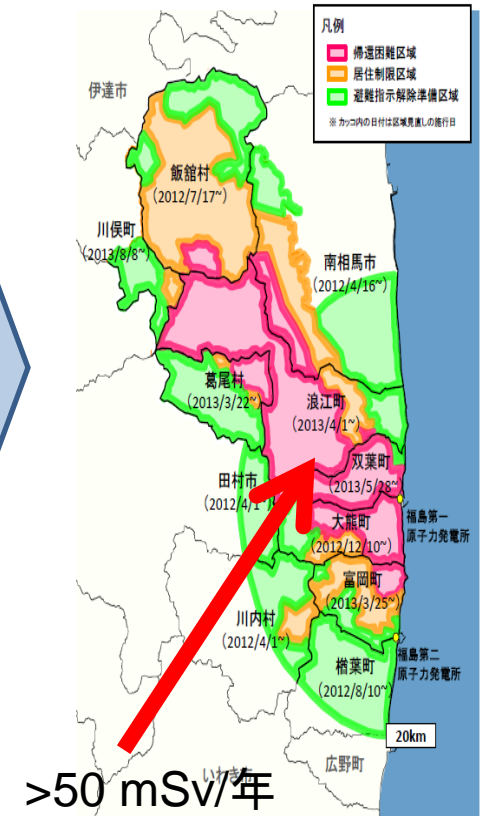 凡例
帰還困難区域
居住制限区域
避難指示解除準備区域
※ カッコ内の日付は区域見直しの施行日
伊達市
飯舘村
(2012/7/17~)
川俣町
(2013/8/8~)
南相馬市
(2012/4/16~)
葛尾村
(2013/3/22~)
浪江町
(2013/4/1~)
双葉町
(2013/5/28~
田村市
(2012/4/1
大熊町
(2012/12/10~)
福島第一
原子力発電所
富岡町
(2013/3/25~)
川内村
(2012/4/1~)
福島第二
原子力発電所
楢葉町
(2012/8/10~)
20km
広野町
いわき市
>50 mSv/年